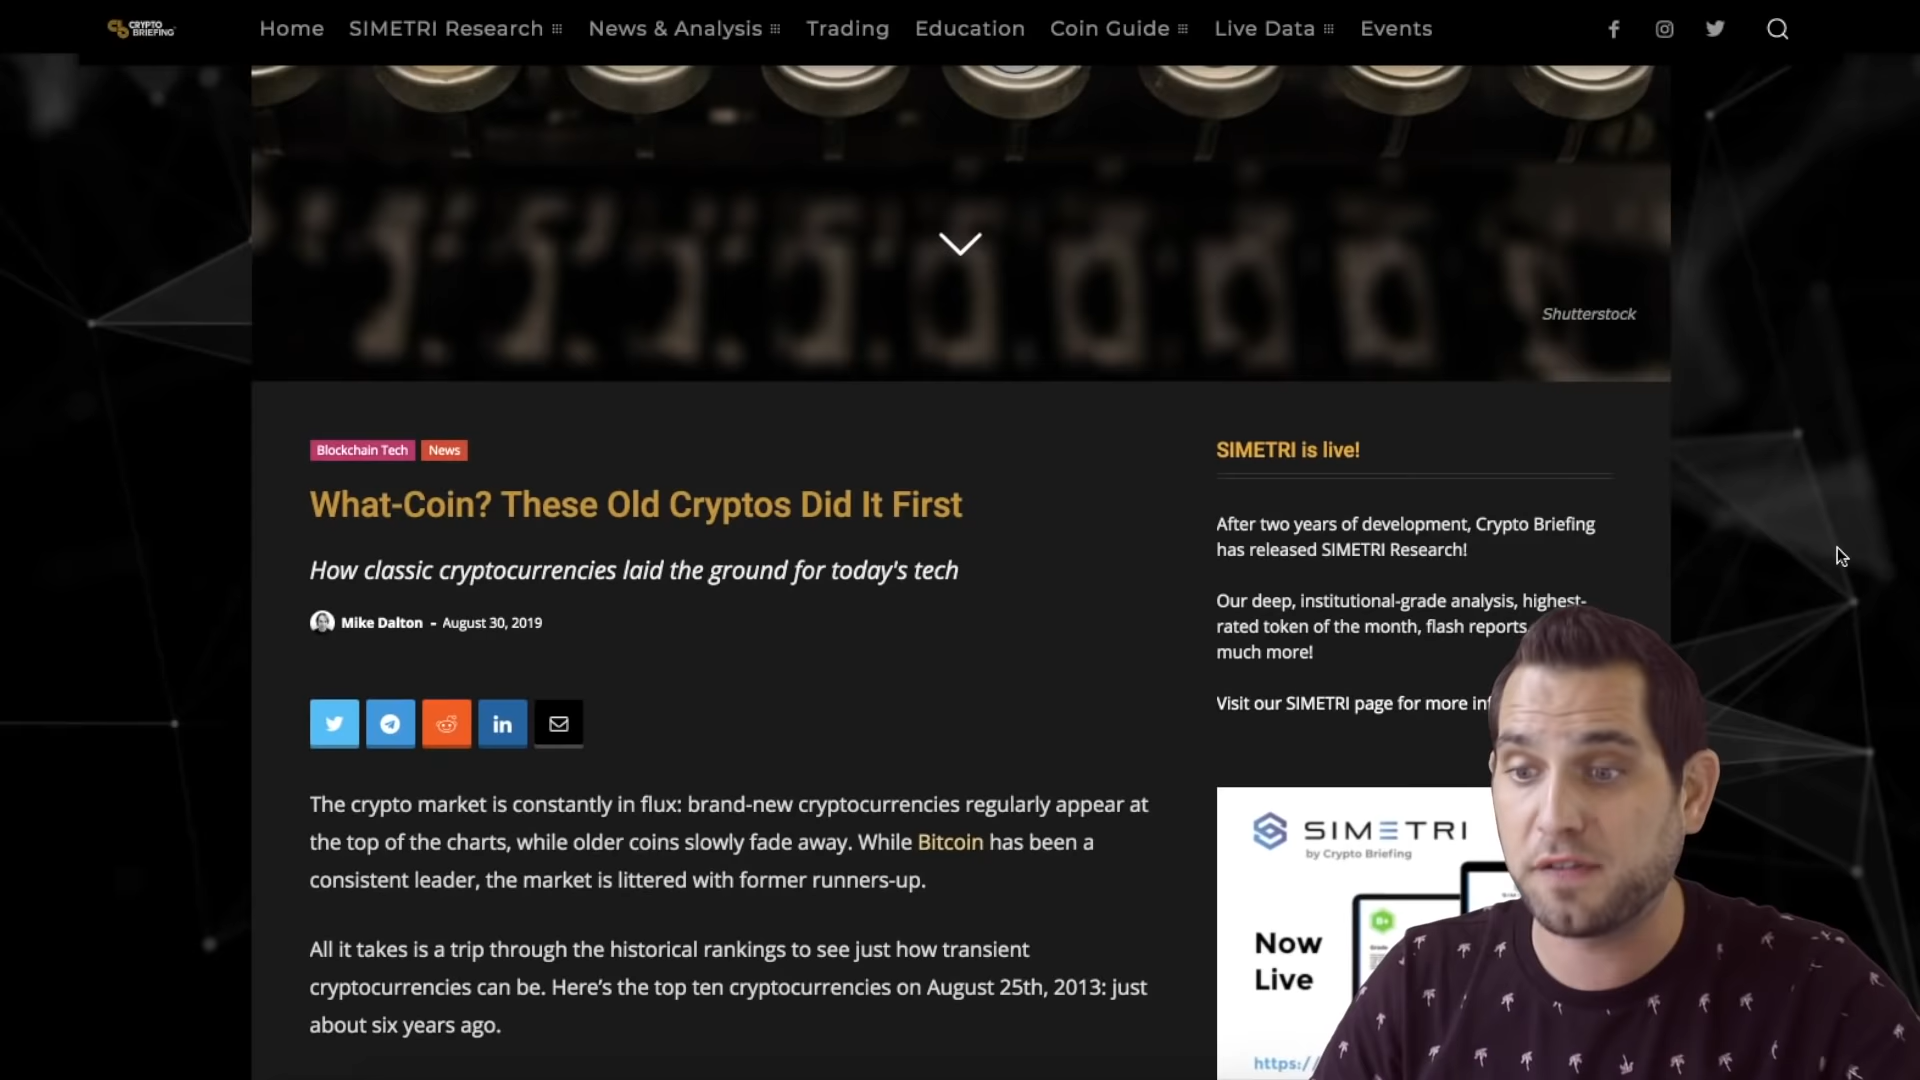 CRYPTO
BRIEFING
Home SIMETRI Research News & Analysis Trading Education Coin Guide Live Data Events
Shutterstock
Blockchain Tech News
What-Coin? These Old Cryptos Did It First
How classic cryptocurrencies laid the ground for today's tech
Mike Dalton - August 30, 2019
in
The crypto market is constantly in flux: brand-new cryptocurrencies regularly appear at
the top of the charts, while older coins slowly fade away. While Bitcoin has been a
consistent leader, the market is littered with former runners-up.
All it takes is a trip through the historical rankings to see just how transient
cryptocurrencies can be. Here's the top ten cryptocurrencies on August 25th, 2013: just
about six years ago.
SIMETRI is live!
After two years of development, Crypto Briefing
has released SIMETRI Research!
Our deep, institutional-grade analysis, highest-
rated token of the month, flash reports,
much more!
Visit our SIMETRI page for more
SIMETRI
by Crypto Briefing
B+
Grade
Now
Live
https:/